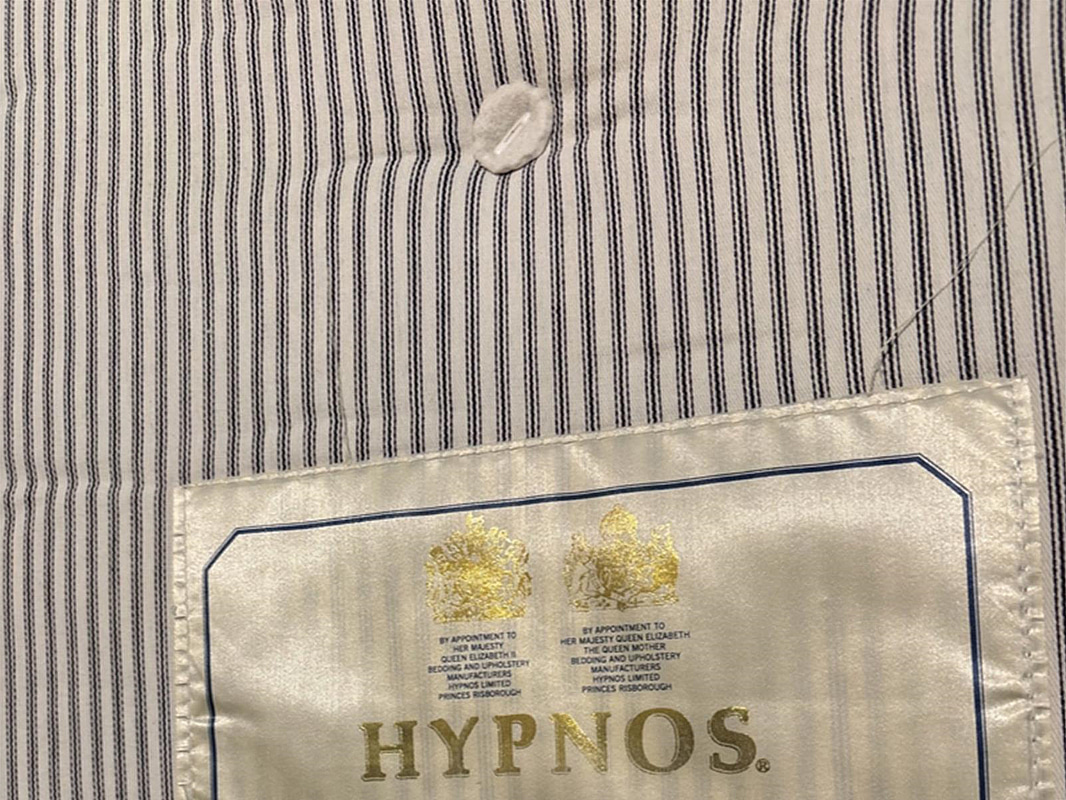 BY APPOINTMENT TO
HER MAJESTY
QUEEN ELIZABETH II
BEDDING AND UPHOLSTERY
MANUFACTURERS
HYPNOS LIMITED
PRINCES RISBOROUGH
BY APPOINTMENT TO
HER MAJESTY QUEEN ELIZABETH
THE QUEEN MOTHER
BEDDING AND UPHOLSTERY
MANUFACTURERS
HYPNOS LIMITED
PRINCES RISBOROUGH
HYPNOS®